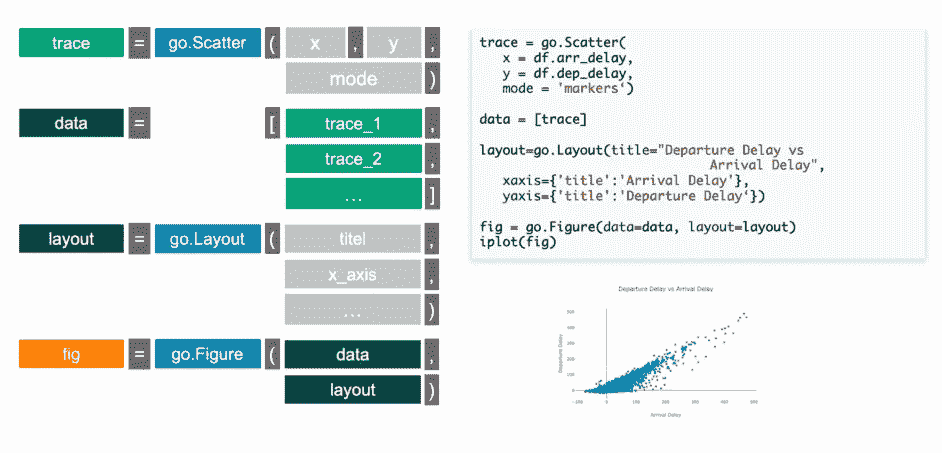 trace = go.Scatter ( x , y ,
mode )
data = [ trace_1 ,
trace_2 ,
... ]
layout = go.Layout ( titel ,
x_axis ,
... )
fig = go.Figure ( data ,
layout )
trace = go.Scatter(
x = df.arr_delay,
y = df.dep_delay,
mode = 'markers‘)
data = [trace]
layout=go.Layout(title="Departure Delay vs
Arrival Delay",
xaxis={'title':'Arrival Delay'},
yaxis={'title':'Departure Delay‘})
fig = go.Figure(data=data, layout=layout)
iplot(fig)
Departure Delay vs Arrival Delay
Departure Delay
500
400
300
200
100
0
-100 0 100 200 300 400 500
Arrival Delay